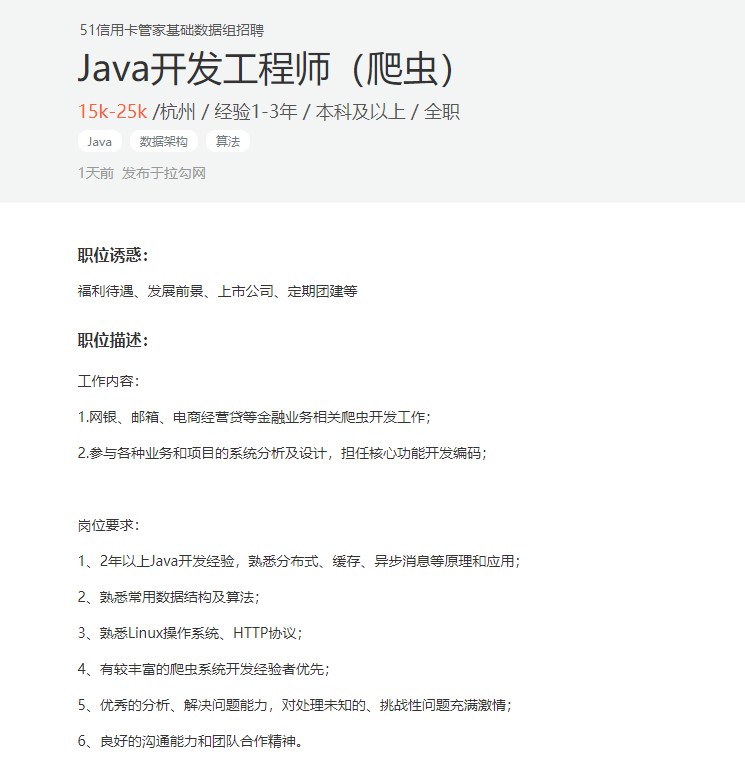 51信用卡管家基础数据组招聘
Java开发工程师（爬虫）
15k-25k /杭州 / 经验1-3年 / 本科及以上 / 全职
Java 数据架构 算法
1天前 发布于拉勾网
职位诱惑：
福利待遇、发展前景、上市公司、定期团建等
职位描述：
工作内容：
1.网银、邮箱、电商经营贷等金融业务相关爬虫开发工作；
2.参与各种业务和项目的系统分析及设计，担任核心功能开发编码；
岗位要求：
1、2年以上Java开发经验，熟悉分布式、缓存、异步消息等原理和应用；
2、熟悉常用数据结构及算法；
3、熟悉Linux操作系统、HTTP协议；
4、有较丰富的爬虫系统开发经验者优先；
5、优秀的分析、解决问题能力，对处理未知的、挑战性问题充满激情；
6、良好的沟通能力和团队合作精神。